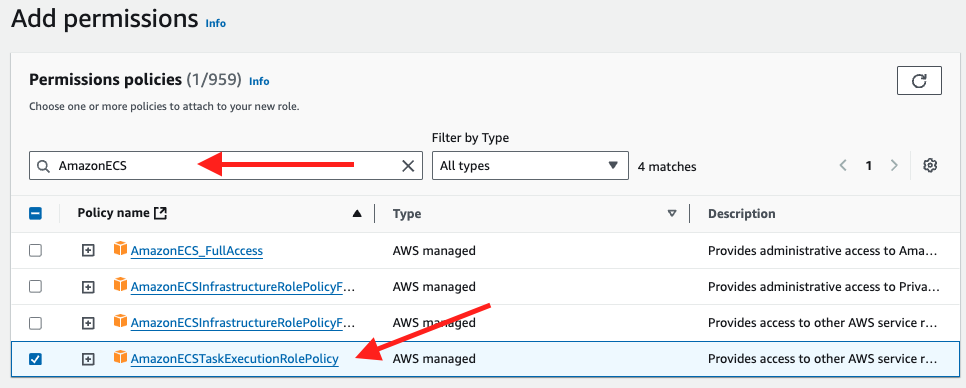 Add permissions Info
Permissions policies (1/959) Info
Choose one or more policies to attach to your new role.
Filter by Type
AmazonECS All types 4 matches 1
Policy name Type Description
AmazonECS_FullAccess AWS managed Provides administrative access to Ama...
AmazonECSInfrastructureRolePolicyF... AWS managed Provides administrative access to Priva...
AmazonECSInfrastructureRolePolicyF... AWS managed Provides access to other AWS service r...
AmazonECSTaskExecutionRolePolicy AWS managed Provides access to other AWS service r...